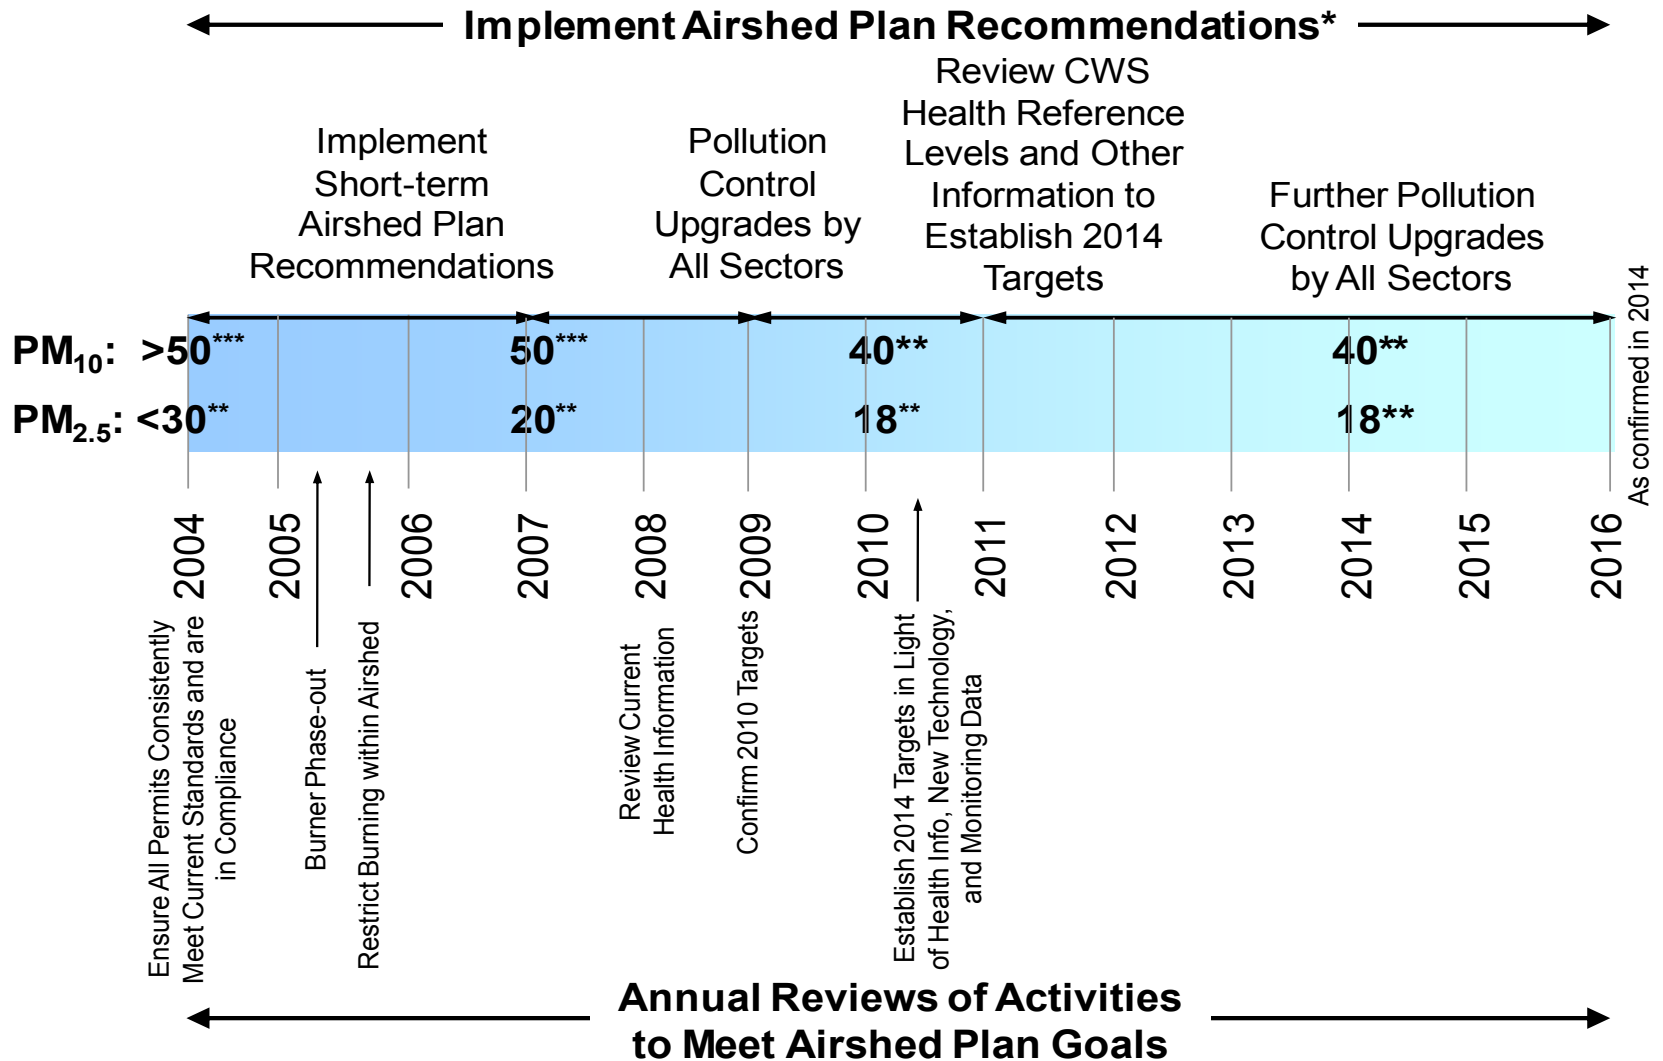 Implement Airshed Plan Recommendations*
Implement
Short-term
Airshed Plan
Recommendations
Pollution
Control
Upgrades by
All Sectors
Review CWS
Health Reference
Levels and Other
Information to
Establish 2014
Targets
Further Pollution
Control Upgrades
by All Sectors
As confirmed in 2014
PM10: >50*** 50*** 40** 40**
PM2.5: <30** 20** 18** 18**
2004 2005 2006 2007 2008 2009 2010 2011 2012 2013 2014 2015 2016
Ensure All Permits Consistently
Meet Current Standards and are
in Compliance
Burner Phase-out
Restrict Burning within Airshed
Review Current
Health Information
Confirm 2010 Targets
Establish 2014 Targets in Light
of Health Info, New Technology,
and Monitoring Data
Annual Reviews of Activities
to Meet Airshed Plan Goals